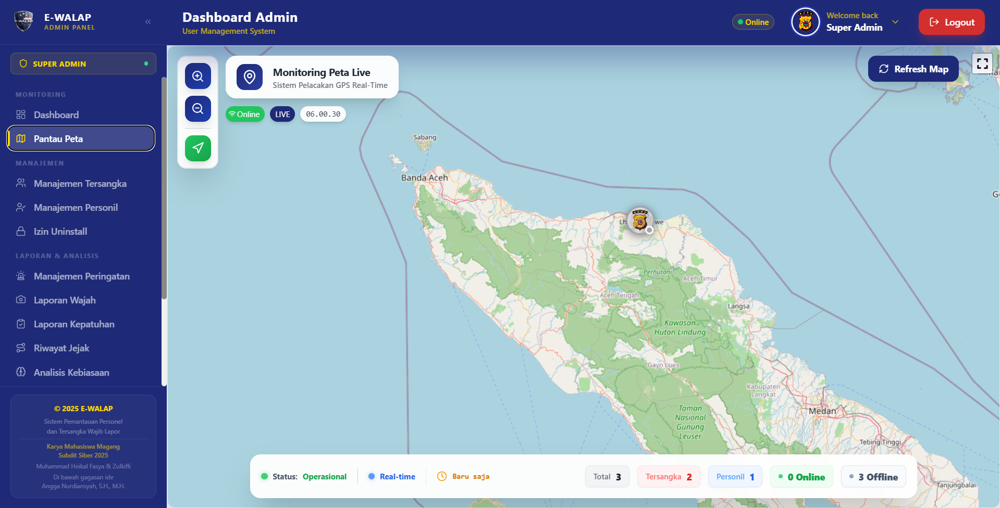 E-WALAP
ADMIN PANEL
«
Dashboard Admin
User Management System
Online
Welcome back
Super Admin
Logout
SUPER ADMIN
MONITORING
Dashboard
Pantau Peta
MANAJEMEN
Manajemen Tersangka
Manajemen Personil
Izin Uninstall
LAPORAN & ANALISIS
Manajemen Peringatan
Laporan Wajah
Laporan Kepatuhan
Riwayat Jejak
Analisis Kebiasaan
© 2025 E-WALAP
Sistem Pemantauan Personel
dan Tersangka Wajib Lapor
Karya Mahasiswa Magang
Subdit Siber 2025
Muhammad Heikal Fasya & Zulkifli
Di bawah gagasan ide
Angga Nurdiansyah, S.H., M.H.
Monitoring Peta Live
Sistem Pelacakan GPS Real-Time
Online
LIVE
06.00.30
Refresh Map
Sabang
Banda Aceh
Perhutani
Aceh Timur
Aceh Tengah
Langsa
Kawasan
Hutan Lindung
Gayo Lues
Kabupaten
Langkat
Taman
Nasional
Gunung
Leuser
Medan
Tebing Tinggi
Tanjungbalai
Status: Operasional
Real-time
Baru saja
Total 3
Tersangka 2
Personil 1
0 Online
3 Offline